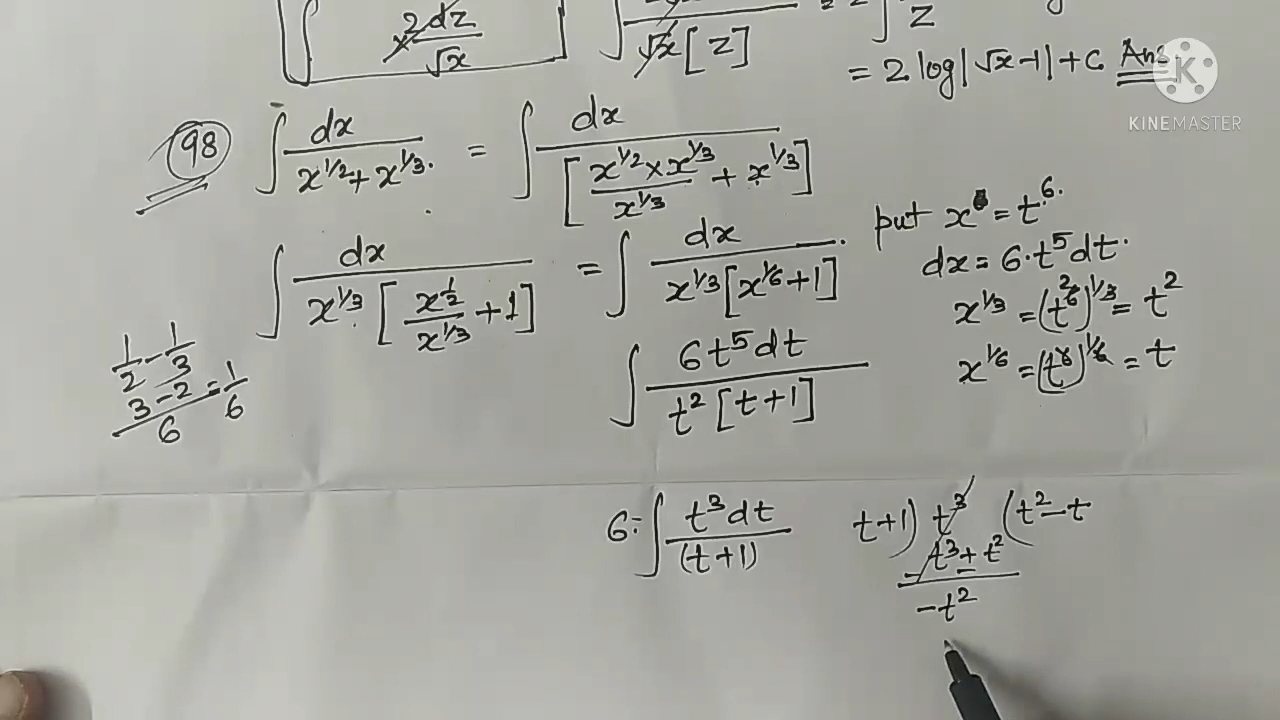 ∫ ×2dz/√x ∫ /√x[z] ∫ /z
= 2 log|√x-1|+c Ans
KINEMASTER
98 ∫ dx/(x^1/2 + x^1/3) = ∫ dx/[(x^1/2 × x^1/3)/x^1/3 + x^1/3]
put x = t^6
∫ dx/(x^1/3 [x^1/2/x^1/3 + 1]) = ∫ dx/(x^1/3 [x^1/6 + 1])
dx = 6·t^5 dt
x^1/3 = (t^6)^1/3 = t^2
1/2 - 1/3
(3-2)/6 = 1/6
∫ 6t^5 dt/(t^2 [t+1])
x^1/6 = (t^6)^1/6 = t
6∫ t^3 dt/(t+1)
t+1) t^3 (t^2 - t
t^3 + t^2
- -
-t^2